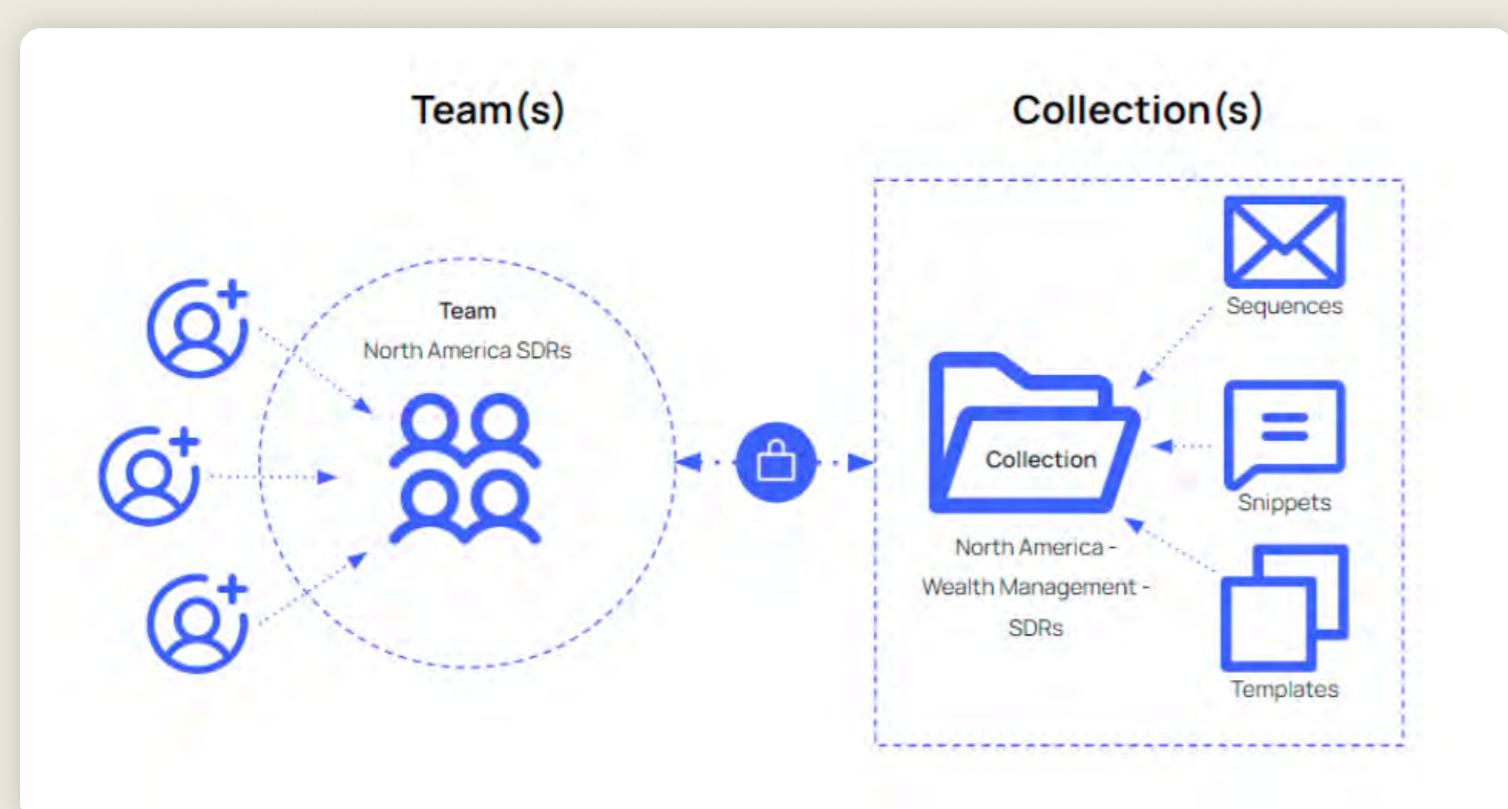 Team(s)
Collection(s)
Team
North America SDRs
Sequences
Snippets
Collection
North America -
Wealth Management -
SDRs
Templates